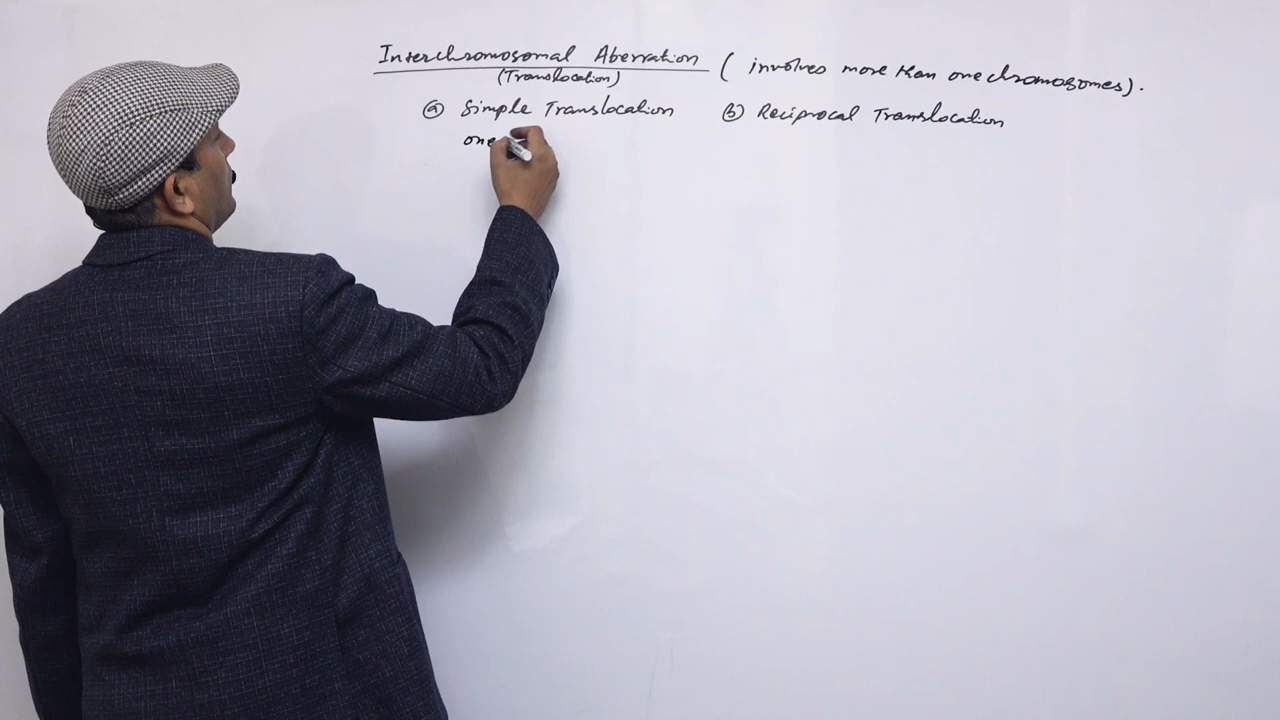 Interchromosomal Aberration ( involves more than one chromosomes).
(Translocation)
(a) Simple Translocation (b) Reciprocal Translocation
one